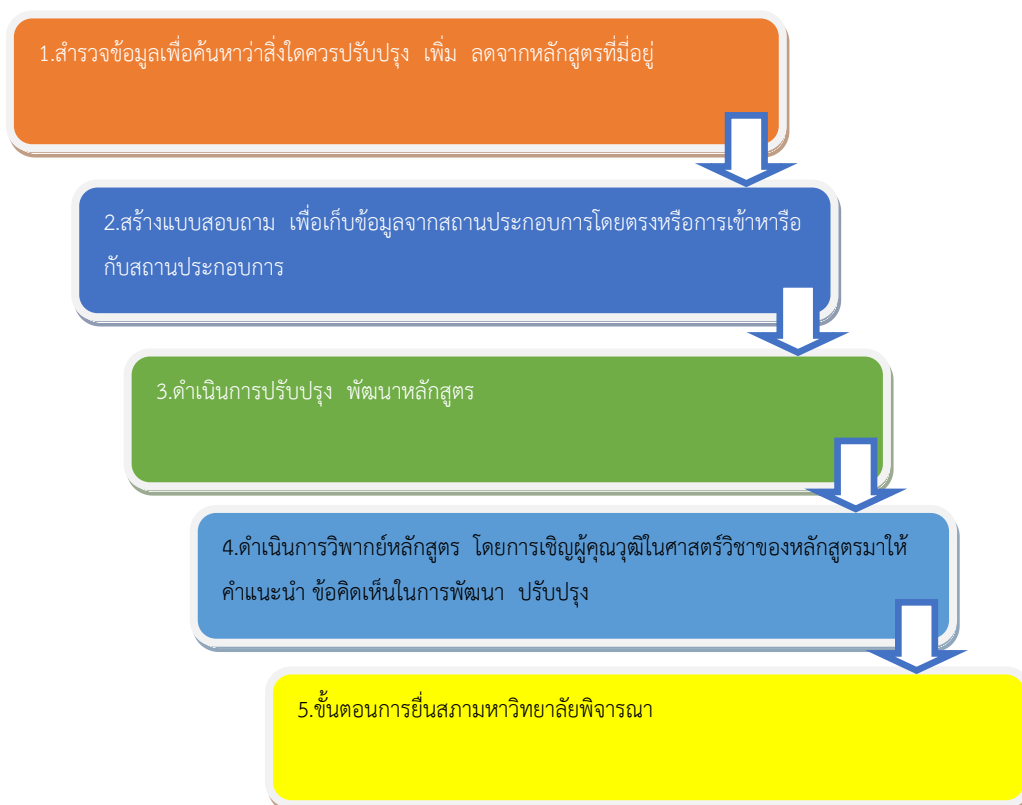 1.สำรวจข้อมูลเพื่อค้นหาว่าสิ่งใดควรปรับปรุง เพิ่ม ลดจากหลักสูตรที่มี่อยู่
2.สร้างแบบสอบถาม เพื่อเก็บข้อมูลจากสถานประกอบการโดยตรงหรือการเข้าหารือ
กับสถานประกอบการ
3.ดำเนินการปรับปรุง พัฒนาหลักสูตร
4.ดำเนินการวิพากย์หลักสูตร โดยการเชิญผู้คุณวุฒิในศาสตร์วิชาของหลักสูตรมาให้
คำแนะนำ ข้อคิดเห็นในการพัฒนา ปรับปรุง
5.ขั้นตอนการยื่นสภามหาวิทยาลัยพิจารณา